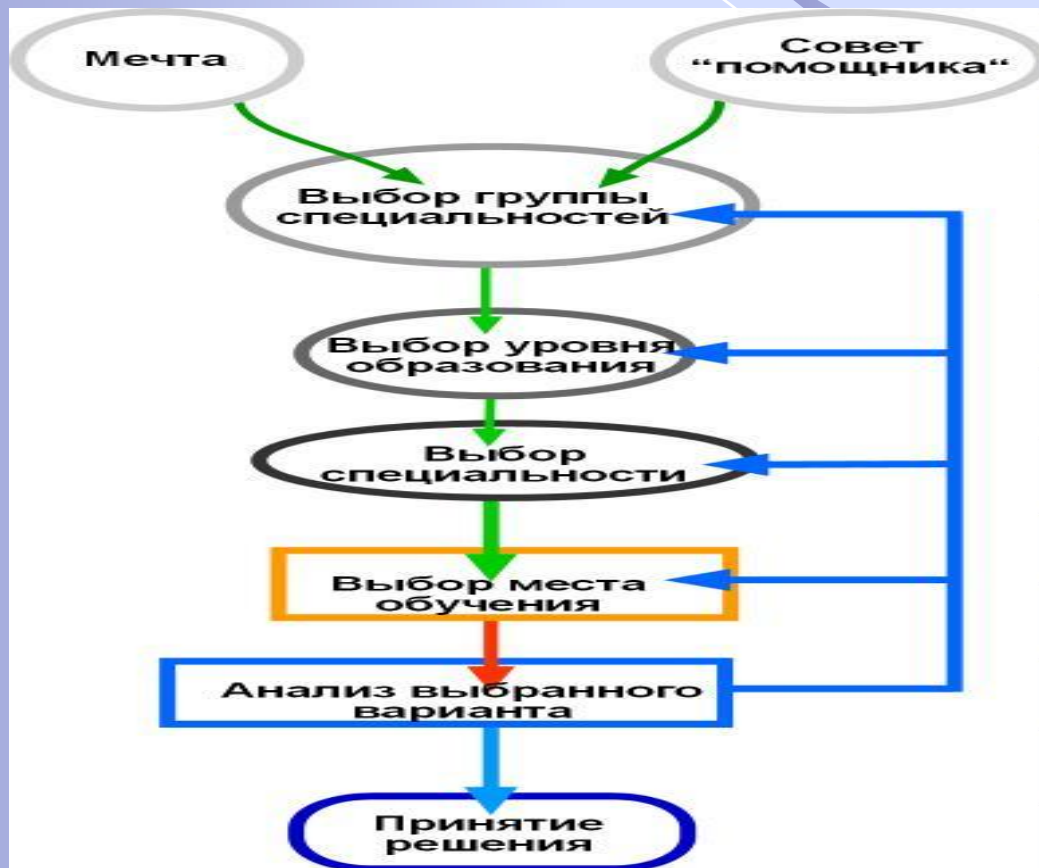 Мечта
Совет
“помощника“
Выбор группы
специальностей
Выбор уровня
образования
Выбор
специальности
Выбор места
обучения
Анализ выбранного
варианта
Принятие
решения